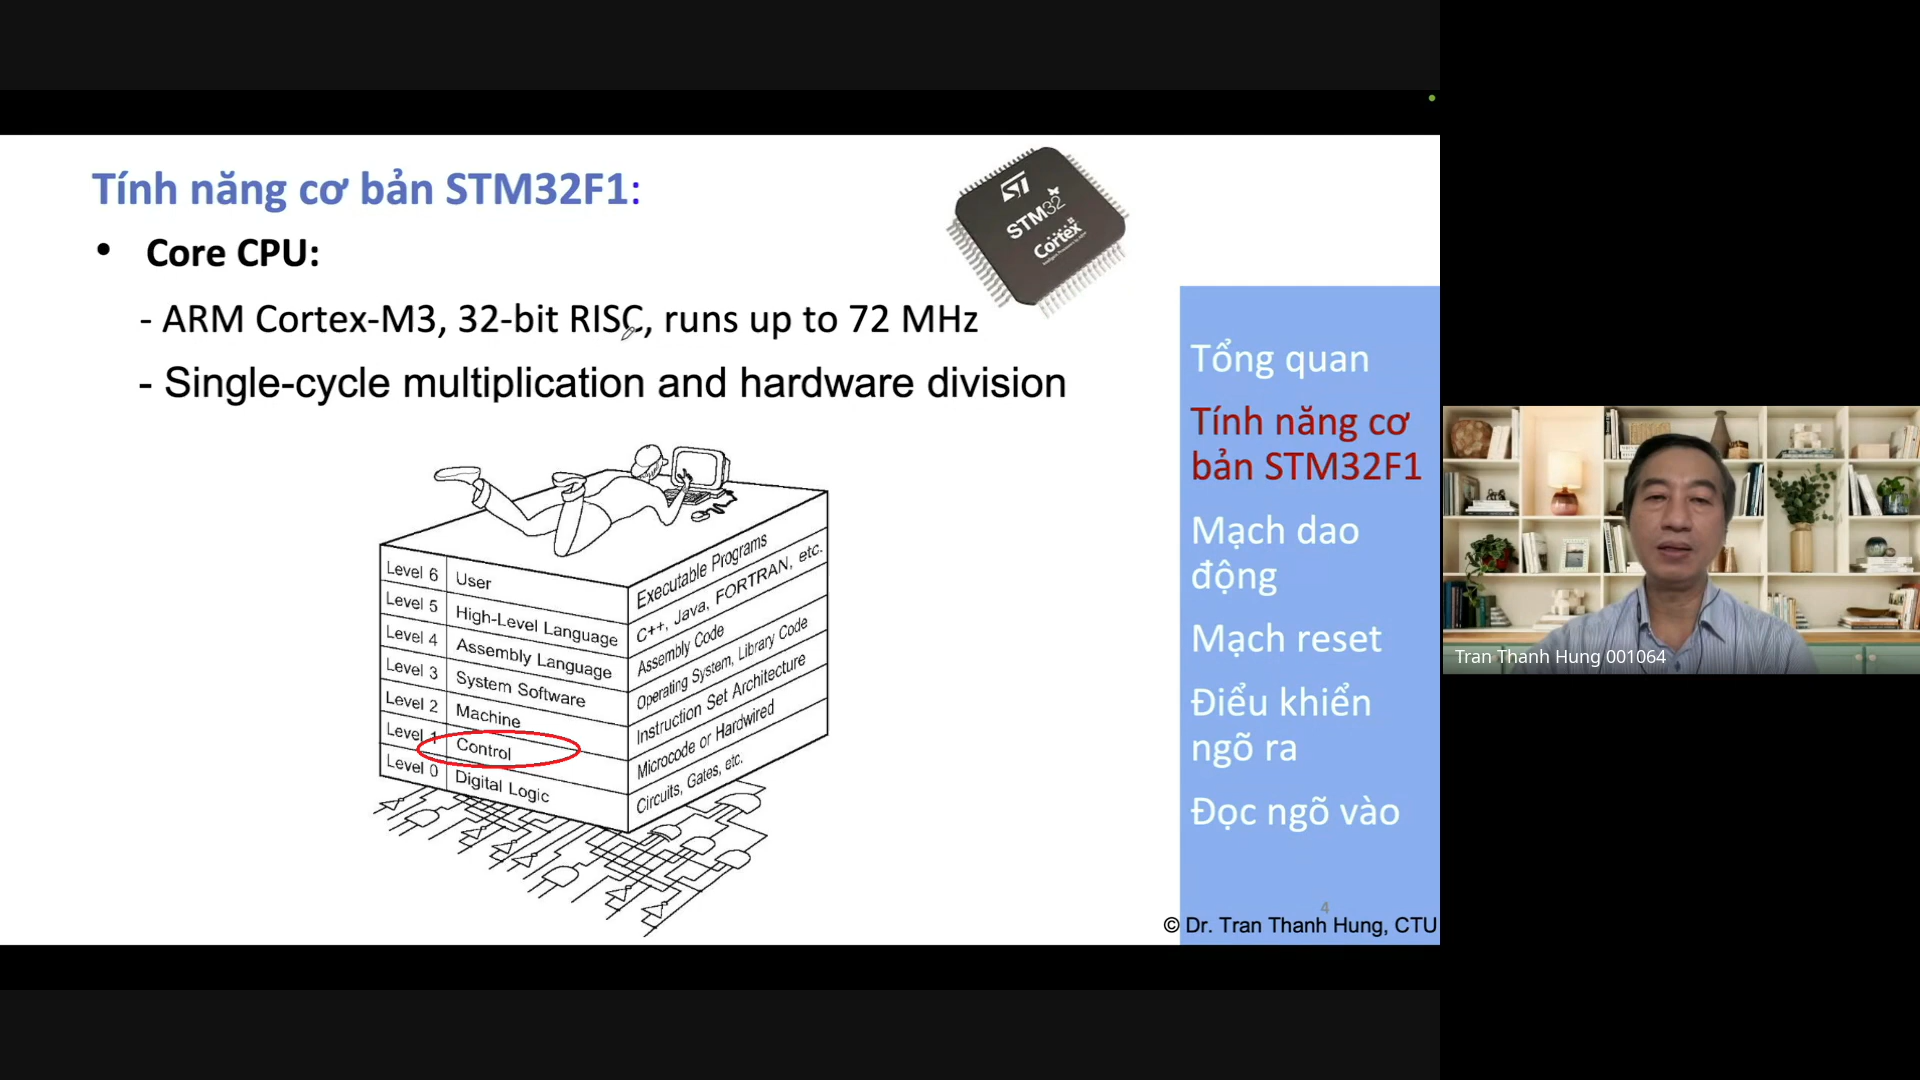 Tính năng cơ bản STM32F1:
• Core CPU:
- ARM Cortex-M3, 32-bit RISC, runs up to 72 MHz
- Single-cycle multiplication and hardware division
ST
STM32
Cortex
Level 6 User Executable Programs
Level 5 High-Level Language C++, Java, FORTRAN, etc.
Level 4 Assembly Language Assembly Code
Level 3 System Software Operating System, Library Code
Level 2 Machine Instruction Set Architecture
Level 1 Control Microcode or Hardwired
Level 0 Digital Logic Circuits, Gates, etc.
Tổng quan
Tính năng cơ
bản STM32F1
Mạch dao
động
Mạch reset
Điểu khiển
ngõ ra
Đọc ngõ vào
4
© Dr. Tran Thanh Hung, CTU
Tran Thanh Hung 001064